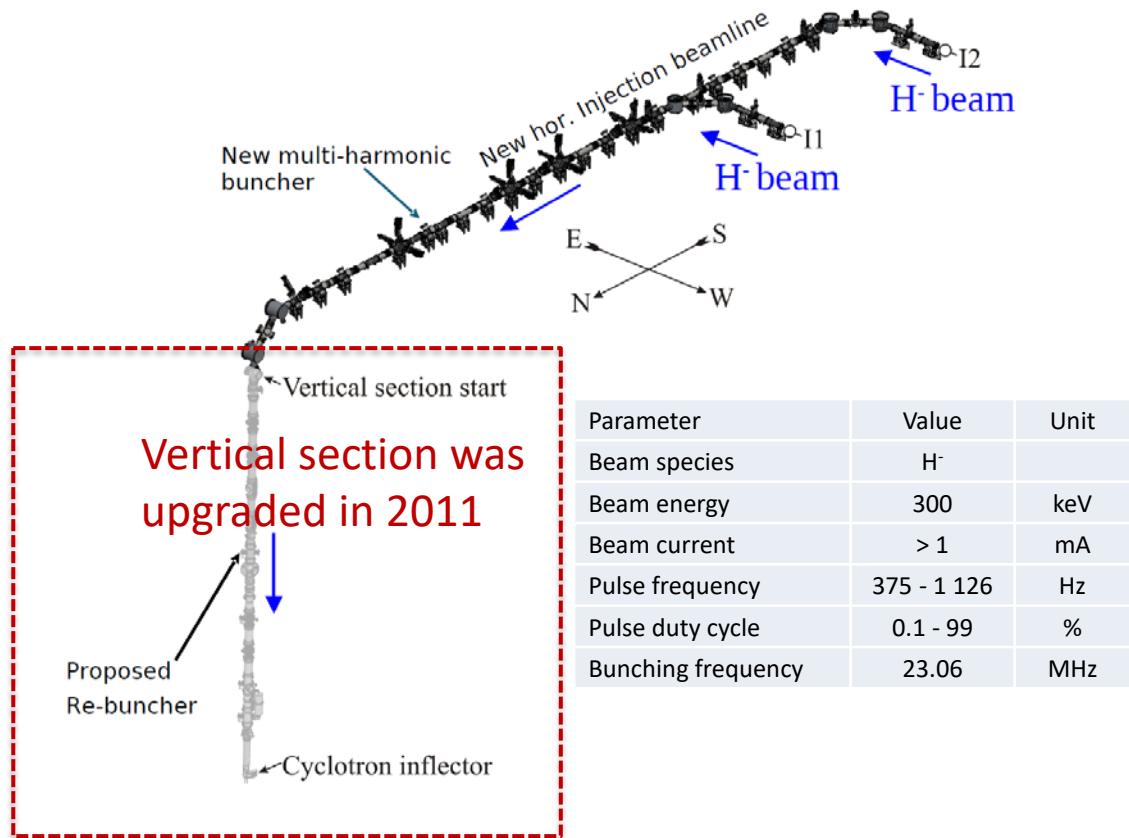 I2
H- beam
New hor. Injection beamline
I1
H- beam
New multi-harmonic
buncher
E
S
N
W
Vertical section start
Vertical section was
upgraded in 2011
Proposed
Re-buncher
Cyclotron inflector
Parameter Value Unit
Beam species H-
Beam energy 300 keV
Beam current > 1 mA
Pulse frequency 375 - 1 126 Hz
Pulse duty cycle 0.1 - 99 %
Bunching frequency 23.06 MHz